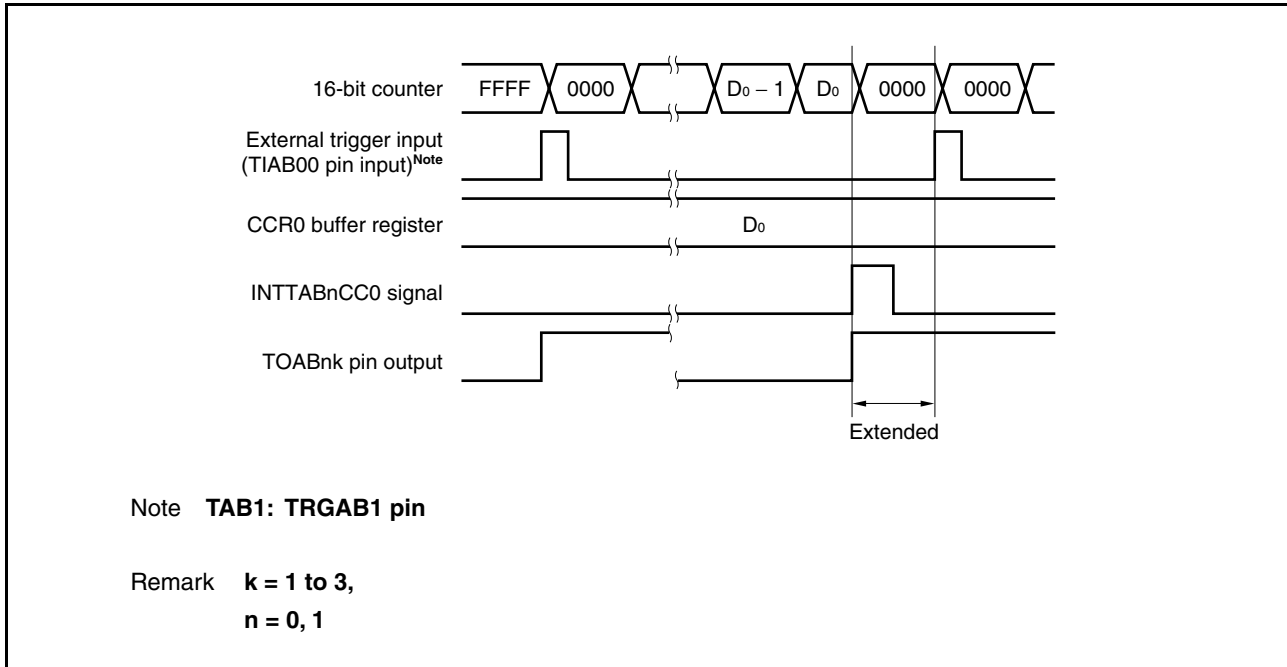 16-bit counter FFFF 0000 D0 − 1 D0 0000 0000
External trigger input
(TIAB00 pin input)Note
CCR0 buffer register D0
INTTABnCC0 signal
TOABnk pin output
Extended
Note TAB1: TRGAB1 pin
Remark k = 1 to 3,
n = 0, 1